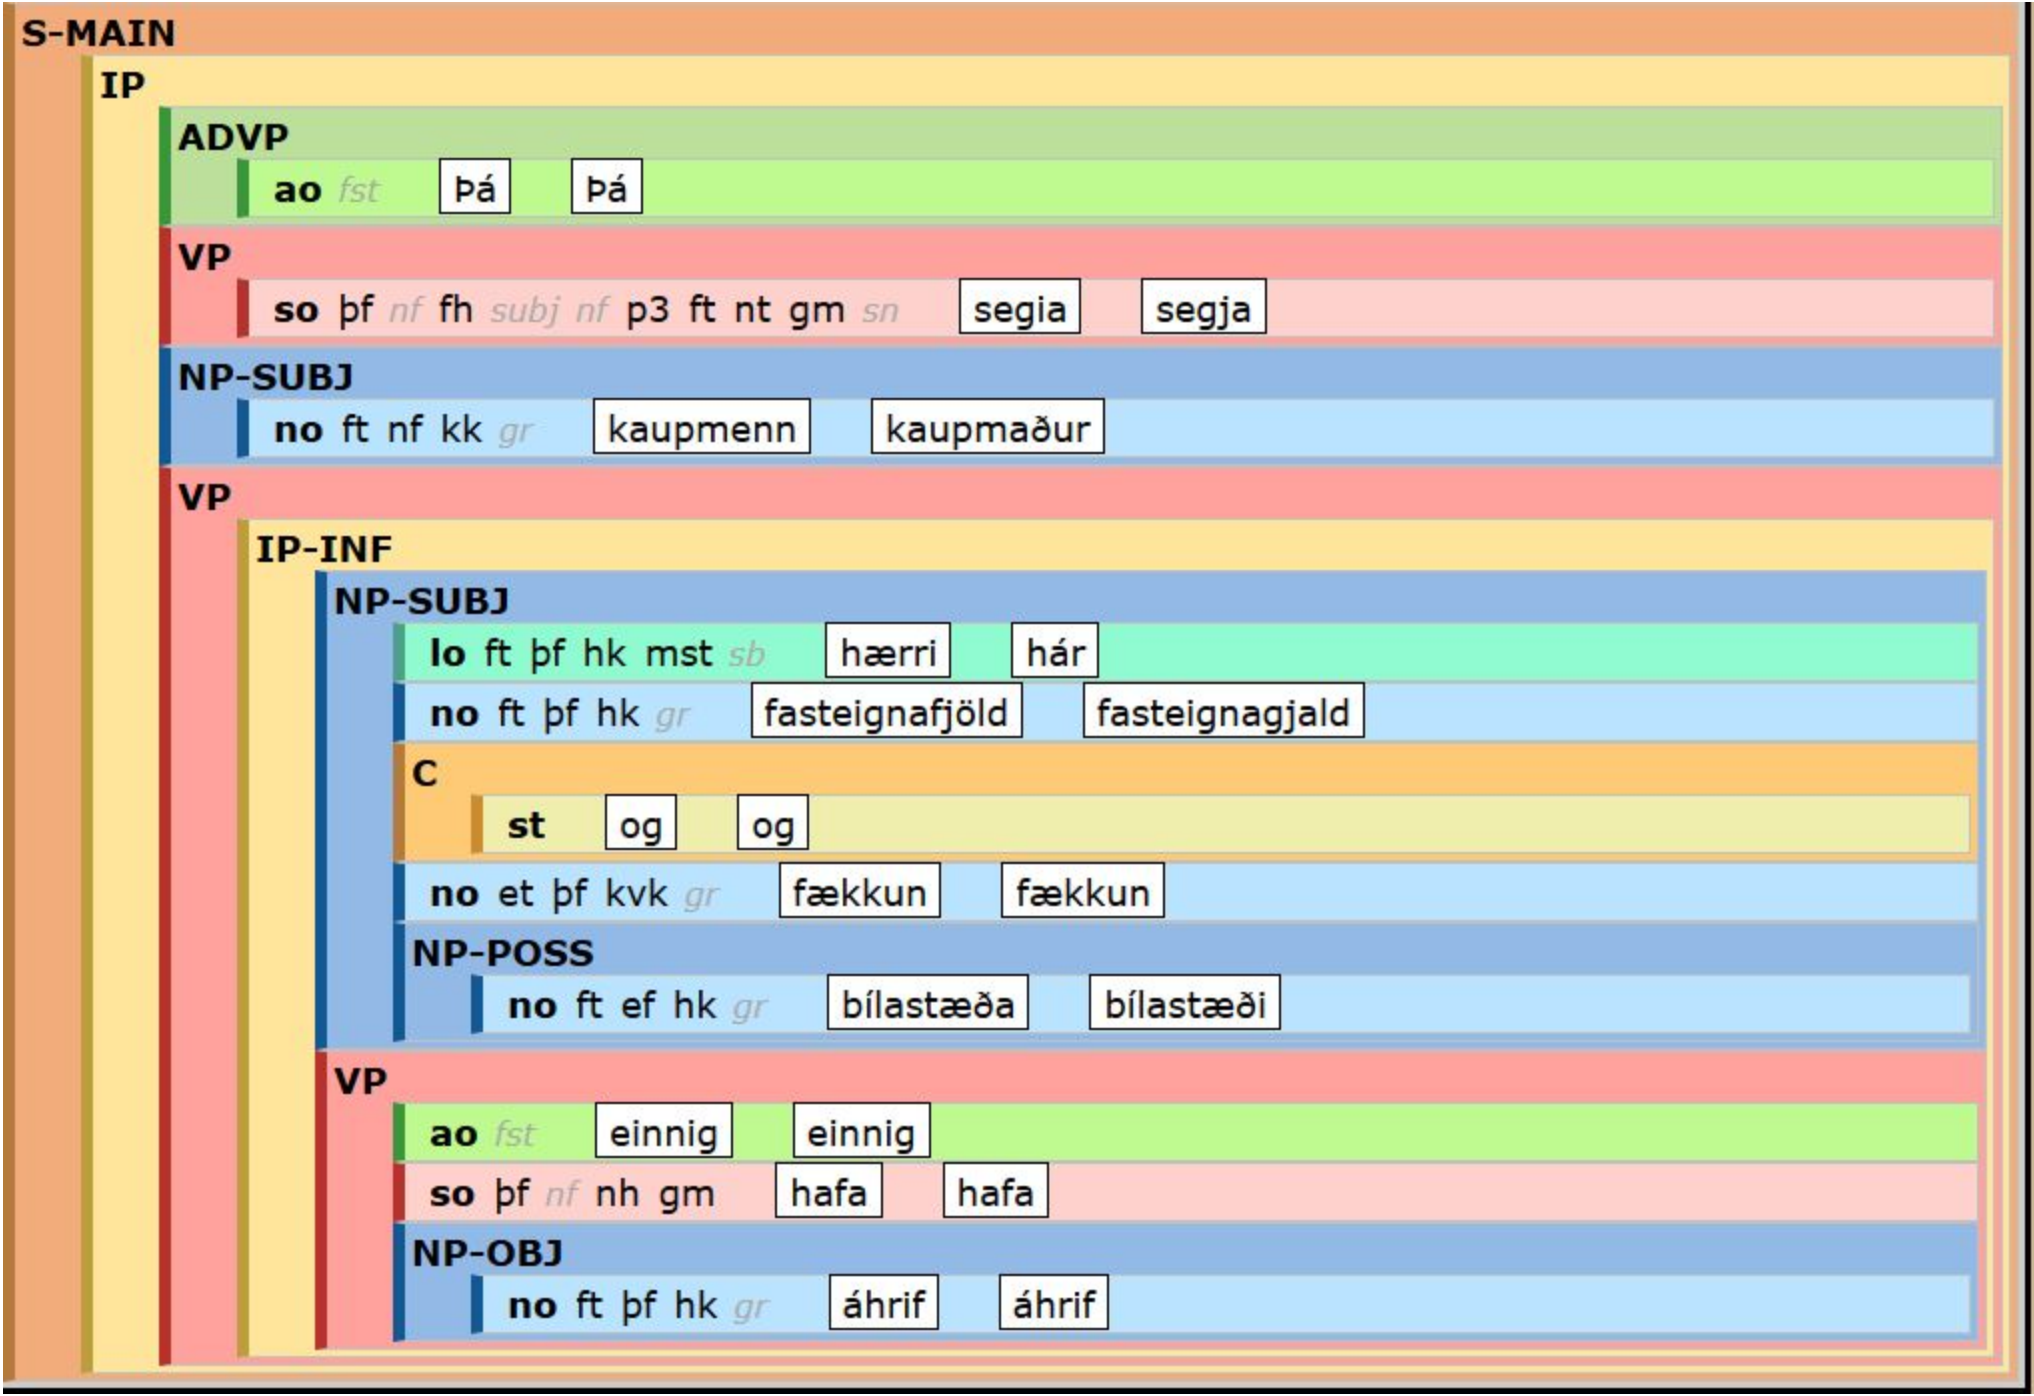 S-MAIN
IP
ADVP
ao fst Þá Þá
VP
so þf nf fh subj nf p3 ft nt gm sn segia segja
NP-SUBJ
no ft nf kk gr kaupmenn kaupmaður
VP
IP-INF
NP-SUBJ
lo ft þf hk mst sb hærri hár
no ft þf hk gr fasteignafjöld fasteignagjald
C
st og og
no et þf kvk gr fækkun fækkun
NP-POSS
no ft ef hk gr bílastæða bílastæði
VP
ao fst einnig einnig
so þf nf nh gm hafa hafa
NP-OBJ
no ft þf hk gr áhrif áhrif